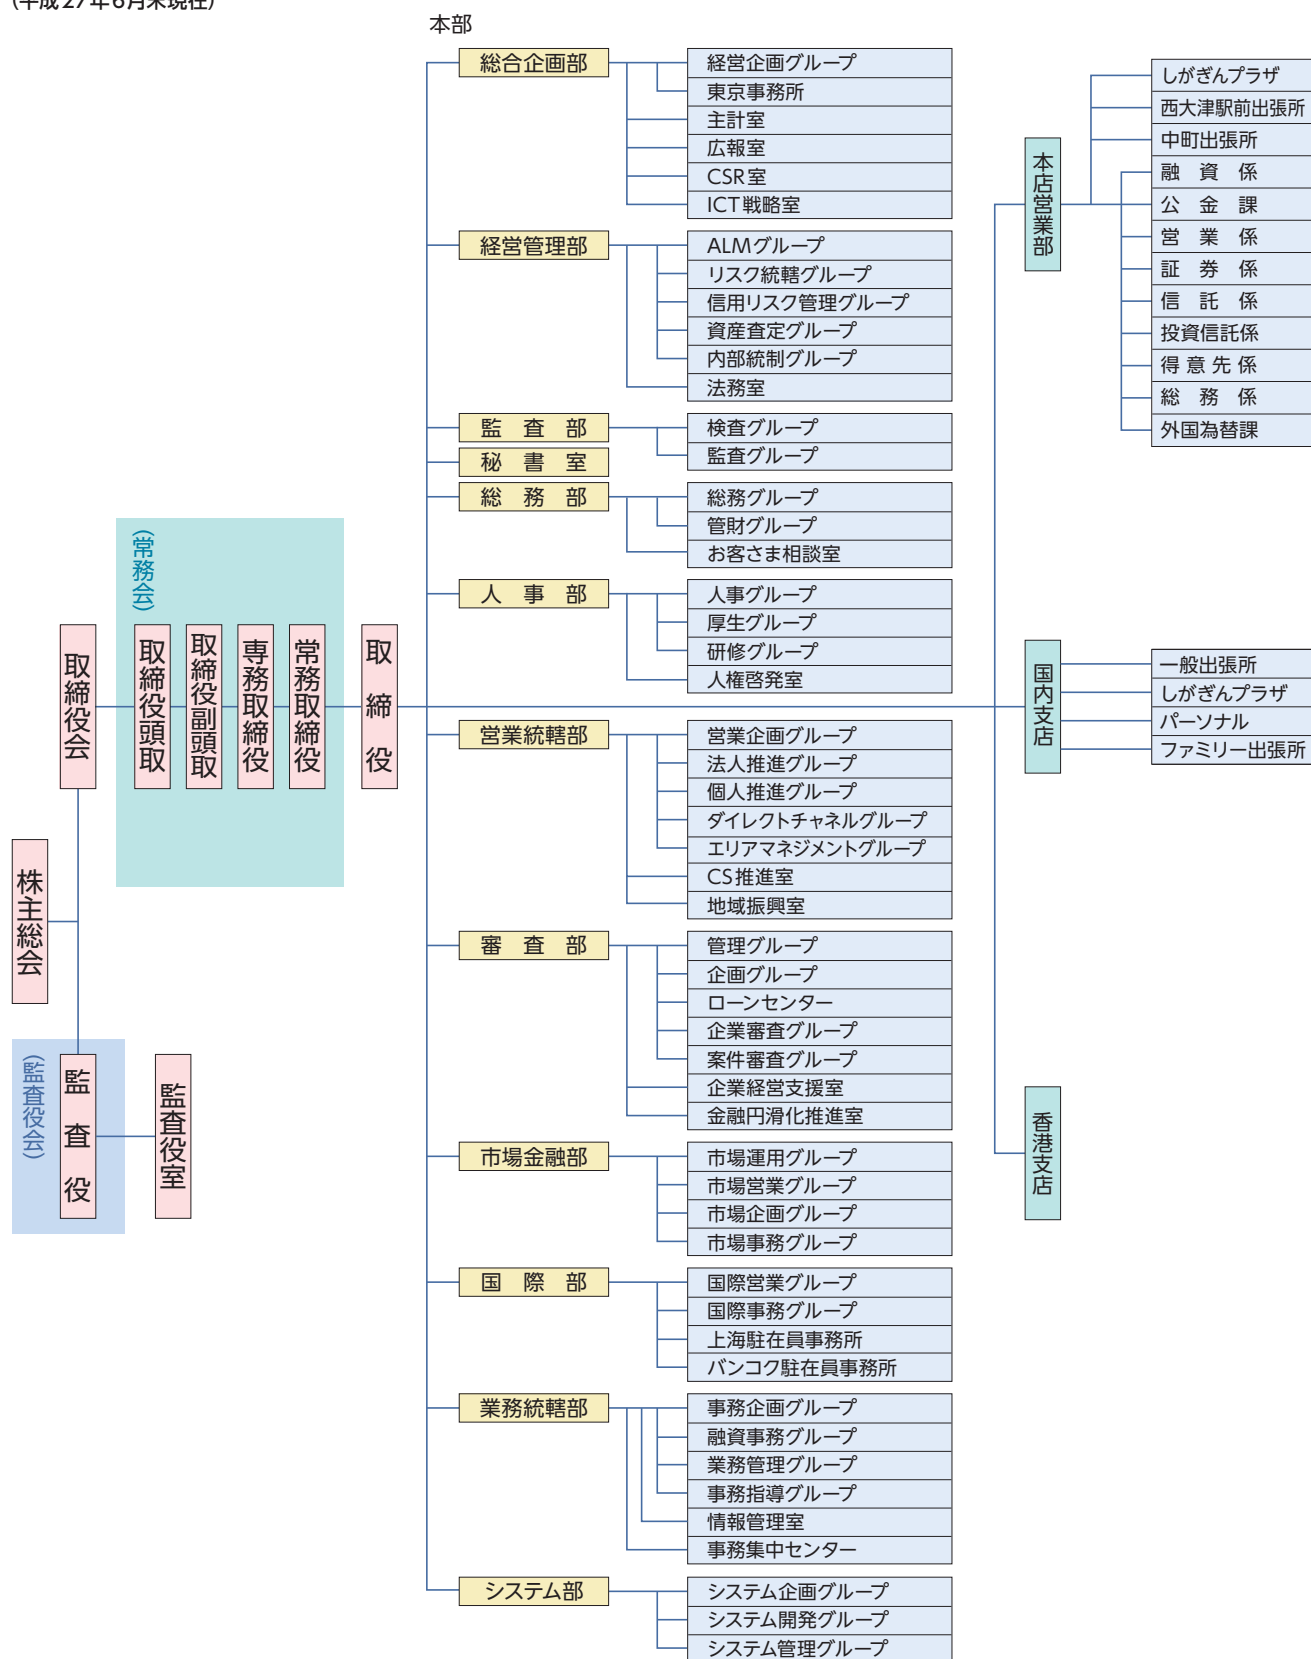 (平成27年6月末現在)
本部
総合企画部
経営企画グループ
東京事務所
主計室
広報室
CSR室
ICT戦略室
経営管理部
ALMグループ
リスク統轄グループ
信用リスク管理グループ
資産査定グループ
内部統制グループ
法務室
監査部
検査グループ
監査グループ
秘書室
総務部
総務グループ
管財グループ
お客さま相談室
人事部
人事グループ
厚生グループ
研修グループ
人権啓発室
営業統轄部
営業企画グループ
法人推進グループ
個人推進グループ
ダイレクトチャネルグループ
エリアマネジメントグループ
CS推進室
地域振興室
審査部
管理グループ
企画グループ
ローンセンター
企業審査グループ
案件審査グループ
企業経営支援室
金融円滑化推進室
市場金融部
市場運用グループ
市場営業グループ
市場企画グループ
市場事務グループ
国際部
国際営業グループ
国際事務グループ
上海駐在員事務所
バンコク駐在員事務所
業務統轄部
事務企画グループ
融資事務グループ
業務管理グループ
事務指導グループ
情報管理室
事務集中センター
システム部
システム企画グループ
システム開発グループ
システム管理グループ
(常務会)
取締役会
取締役頭取
取締役副頭取
専務取締役
常務取締役
取締役
株主総会
(監査役会)
監査役
監査役室
本店営業部
しがぎんプラザ
西大津駅前出張所
中町出張所
融資係
公金課
営業係
証券係
信託係
投資信託係
得意先係
総務係
外国為替課
国内支店
一般出張所
しがぎんプラザ
パーソナル
ファミリー出張所
香港支店